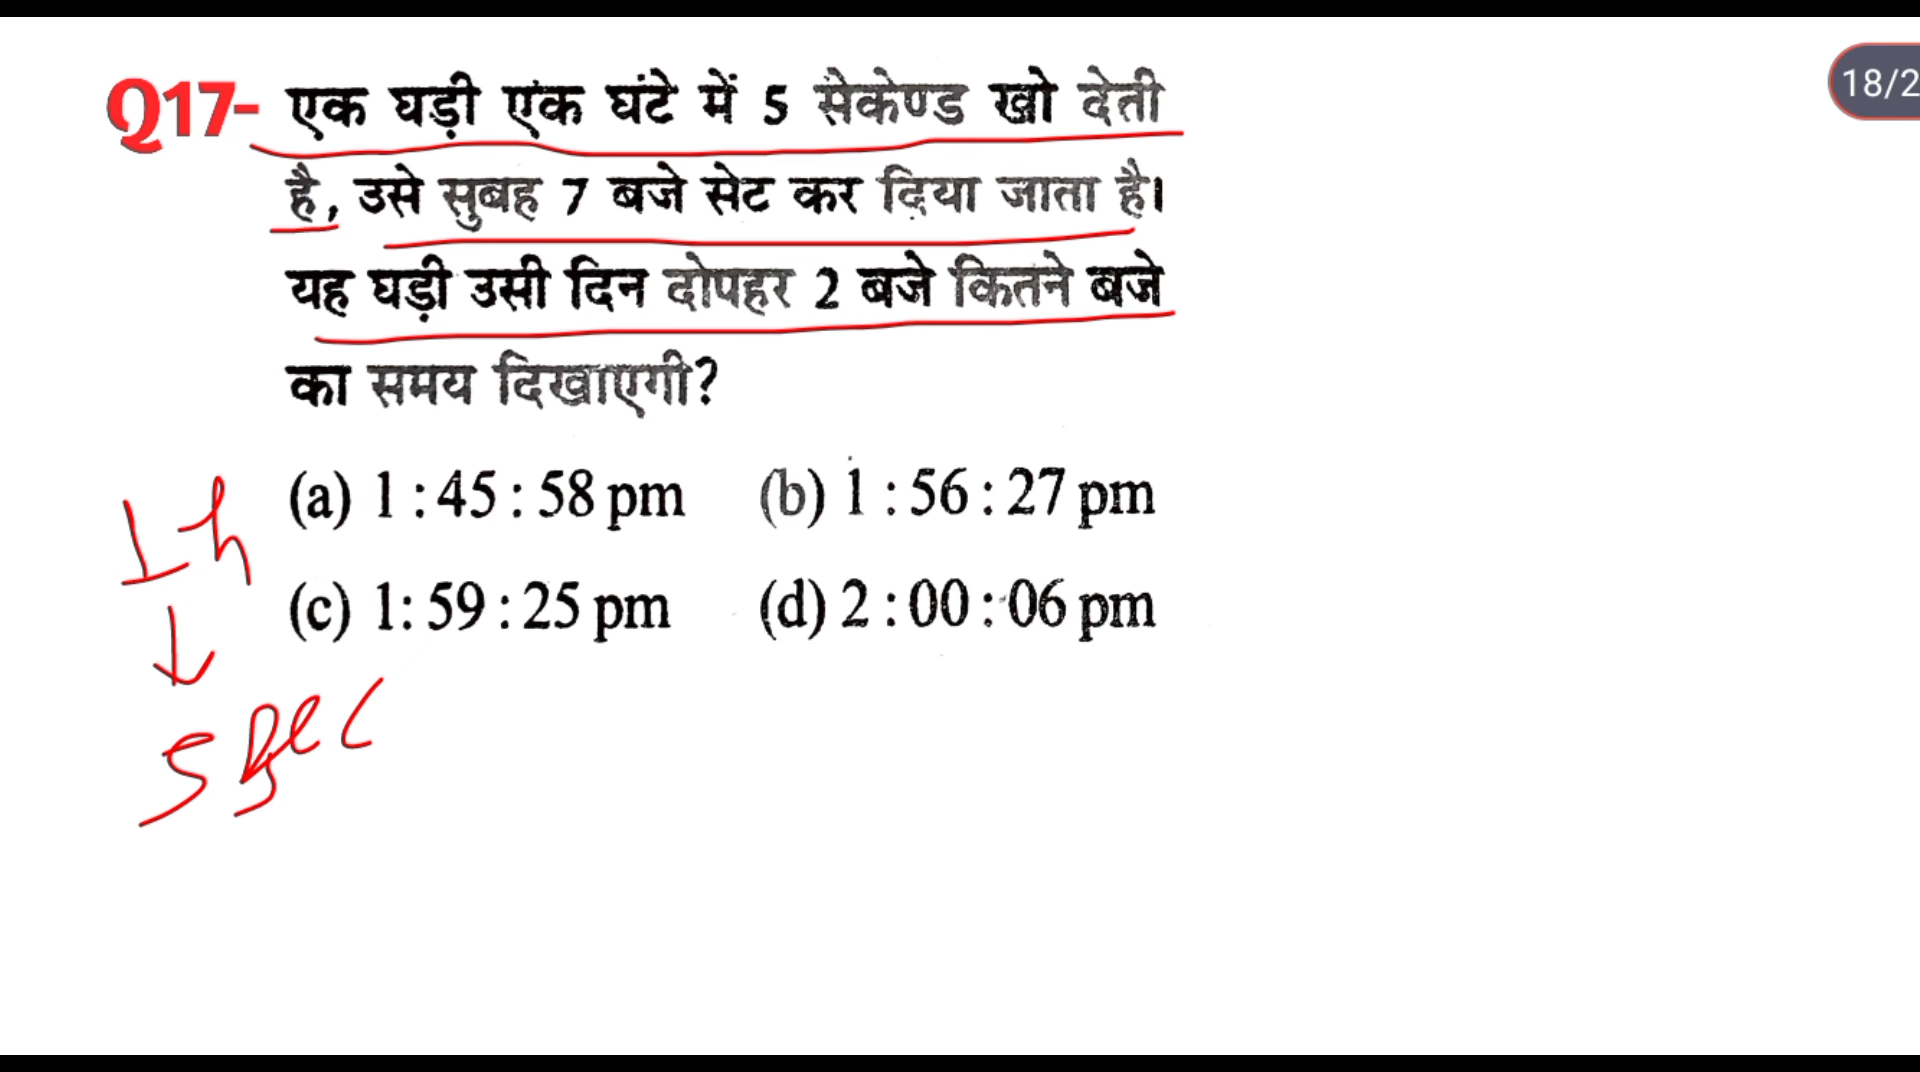 18/2
Q17- एक घड़ी एक घंटे में 5 सैकेण्ड खो देती
है, उसे सुबह 7 बजे सेट कर दिया जाता है।
यह घड़ी उसी दिन दोपहर 2 बजे कितने बजे
का समय दिखाएगी?
(a) 1 : 45 : 58 pm (b) 1 : 56 : 27 pm
(c) 1: 59 : 25 pm (d) 2 : 00 : 06 pm
1h
↓
5 sec